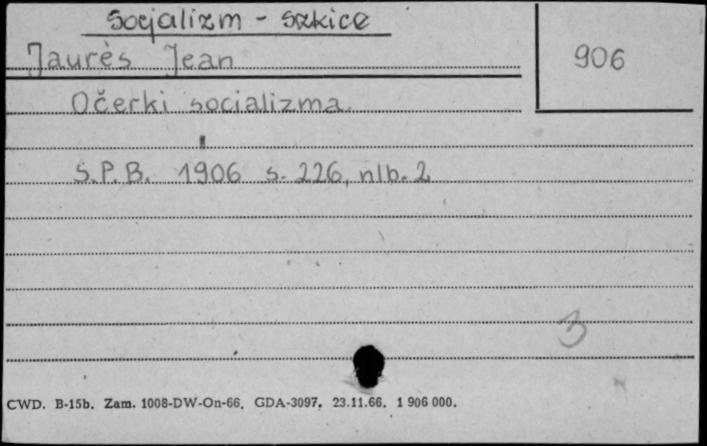 Socjalizm - szkice
Jaurès Jean
906
Očerki socializma.
S.P.B. 1906 s. 226, nlb. 2
3
CWD. B-15b. Zam. 1008-DW-On-66. GDA-3097. 23.11.66. 1 906 000.